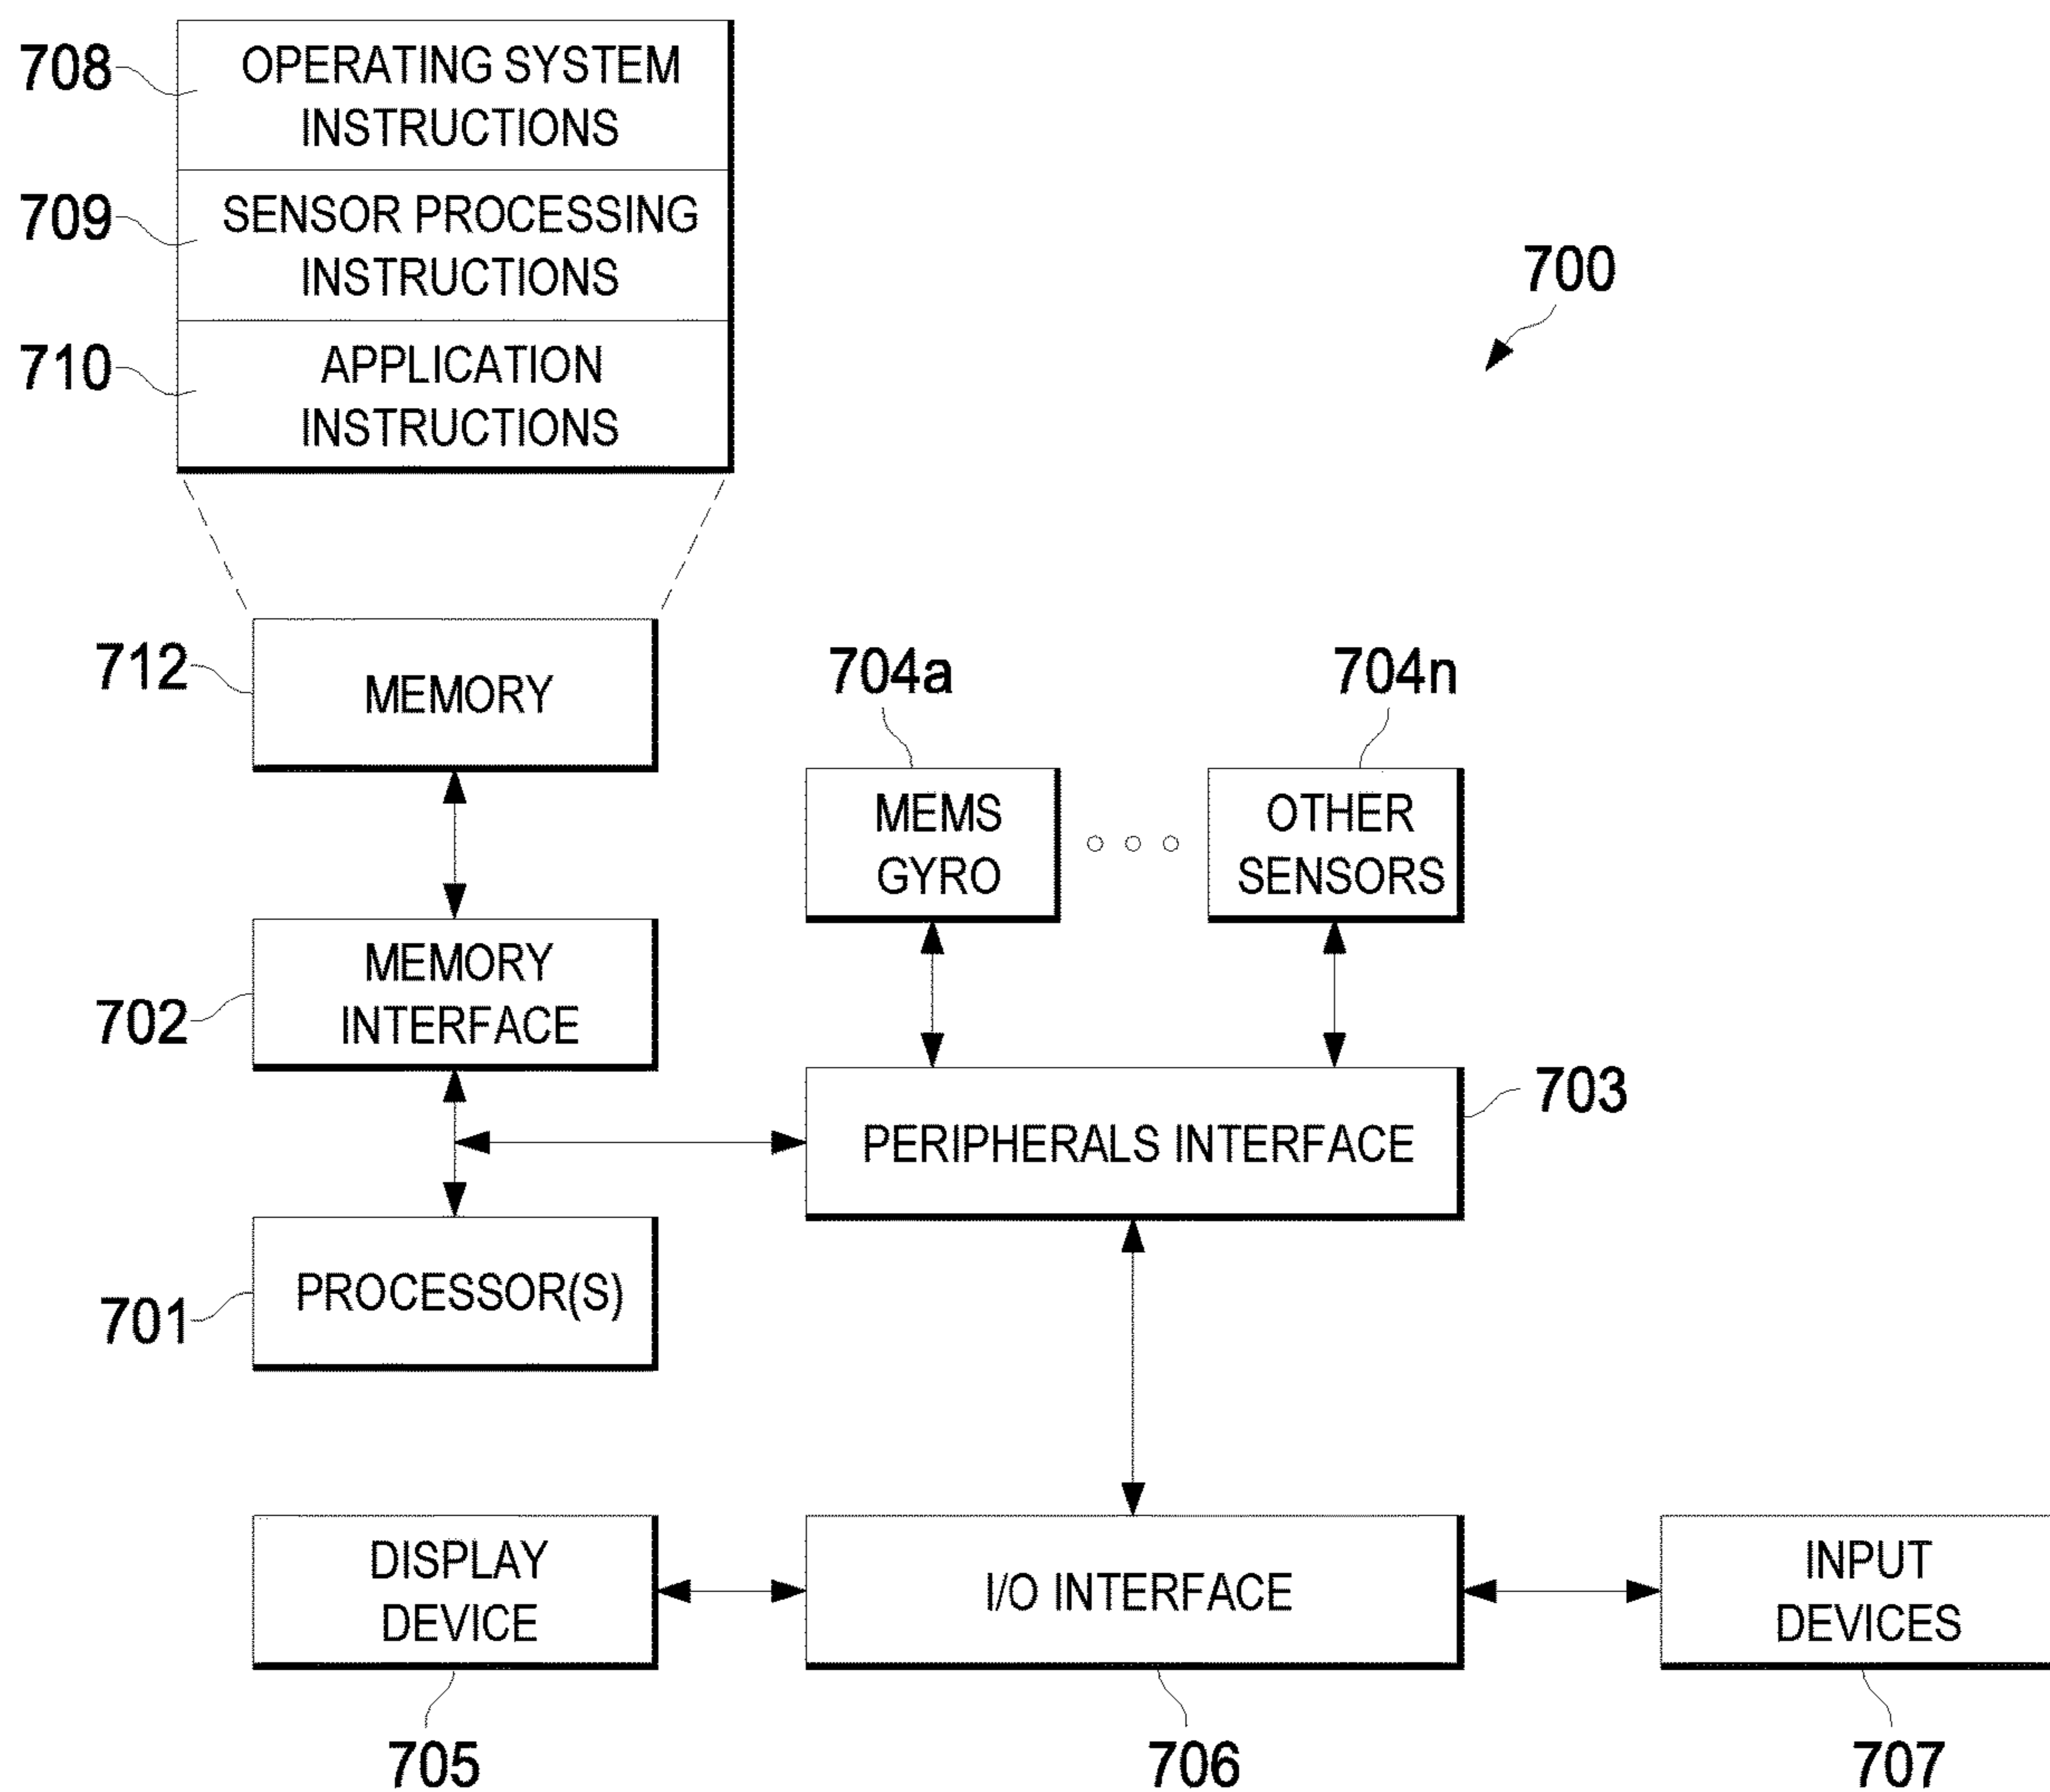 708
OPERATING SYSTEM
INSTRUCTIONS
709
SENSOR PROCESSING
INSTRUCTIONS
710
APPLICATION
INSTRUCTIONS
700
712
MEMORY
704a
704n
MEMS
GYRO
OTHER
SENSORS
702
MEMORY
INTERFACE
703
PERIPHERALS INTERFACE
701
PROCESSOR(S)
DISPLAY
DEVICE
I/O INTERFACE
INPUT
DEVICES
705
706
707